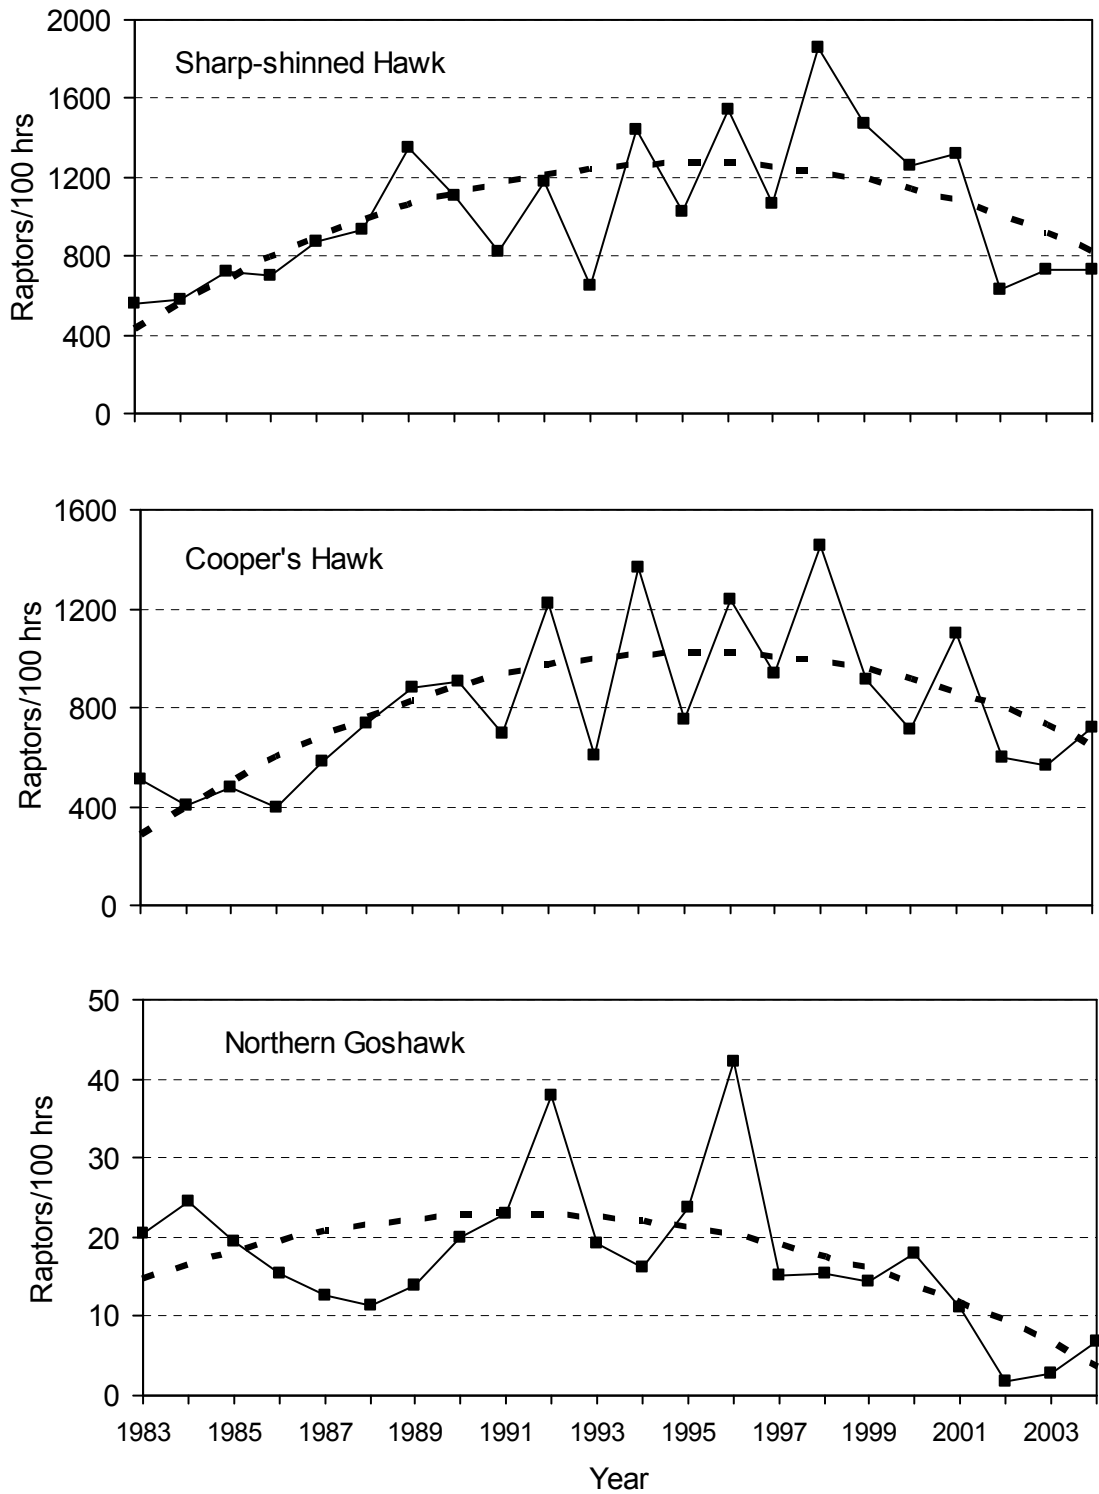 2000
Sharp-shinned Hawk
1600
1200
800
400
0
Raptors/100 hrs
1600
Cooper's Hawk
1200
800
400
0
Raptors/100 hrs
50
Northern Goshawk
40
30
20
10
0
Raptors/100 hrs
1983 1985 1987 1989 1991 1993 1995 1997 1999 2001 2003
Year